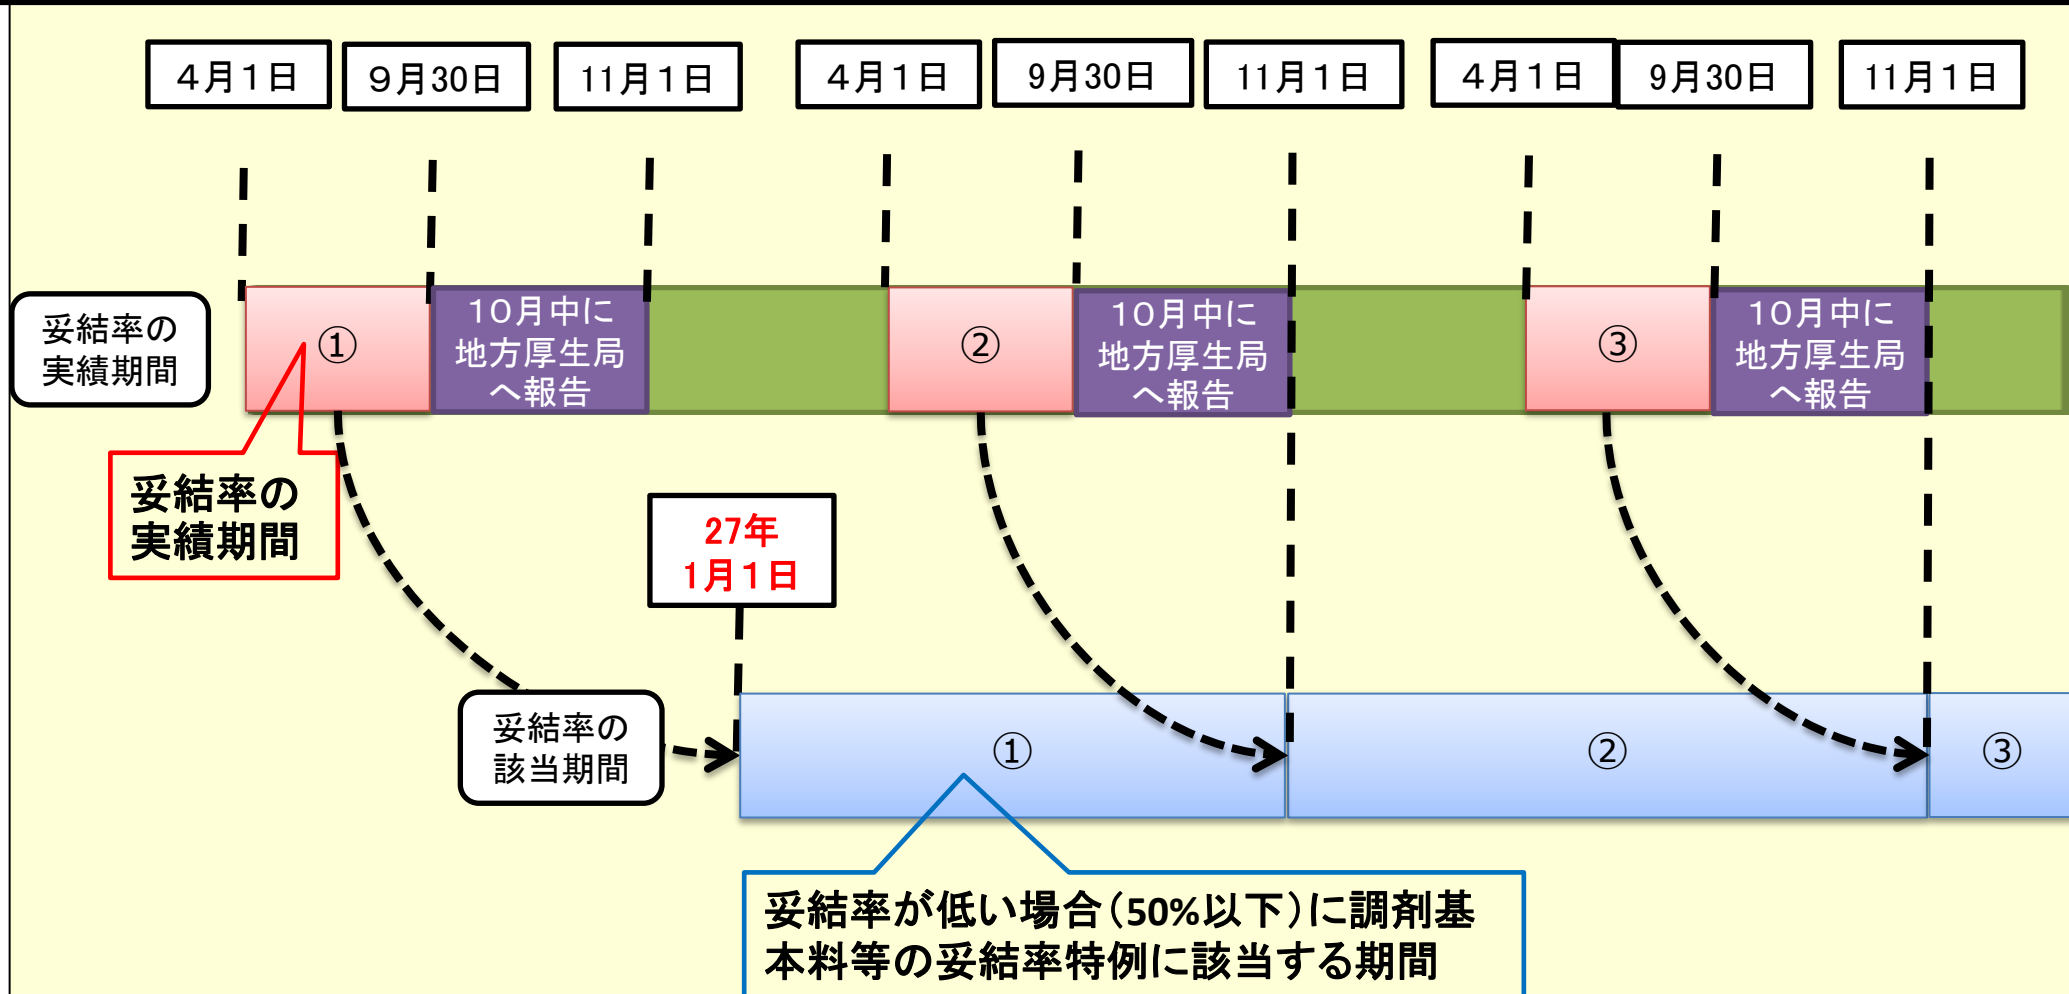 ４月１日
９月30日
11月１日
４月１日
9月30日
11月１日
４月１日
9月30日
11月１日
妥結率の
実績期間
①
１０月中に
地方厚生局
へ報告
②
１０月中に
地方厚生局
へ報告
③
１０月中に
地方厚生局
へ報告
妥結率の
実績期間
27年
１月１日
妥結率の
該当期間
①
②
③
妥結率が低い場合（50%以下）に調剤基
本料等の妥結率特例に該当する期間